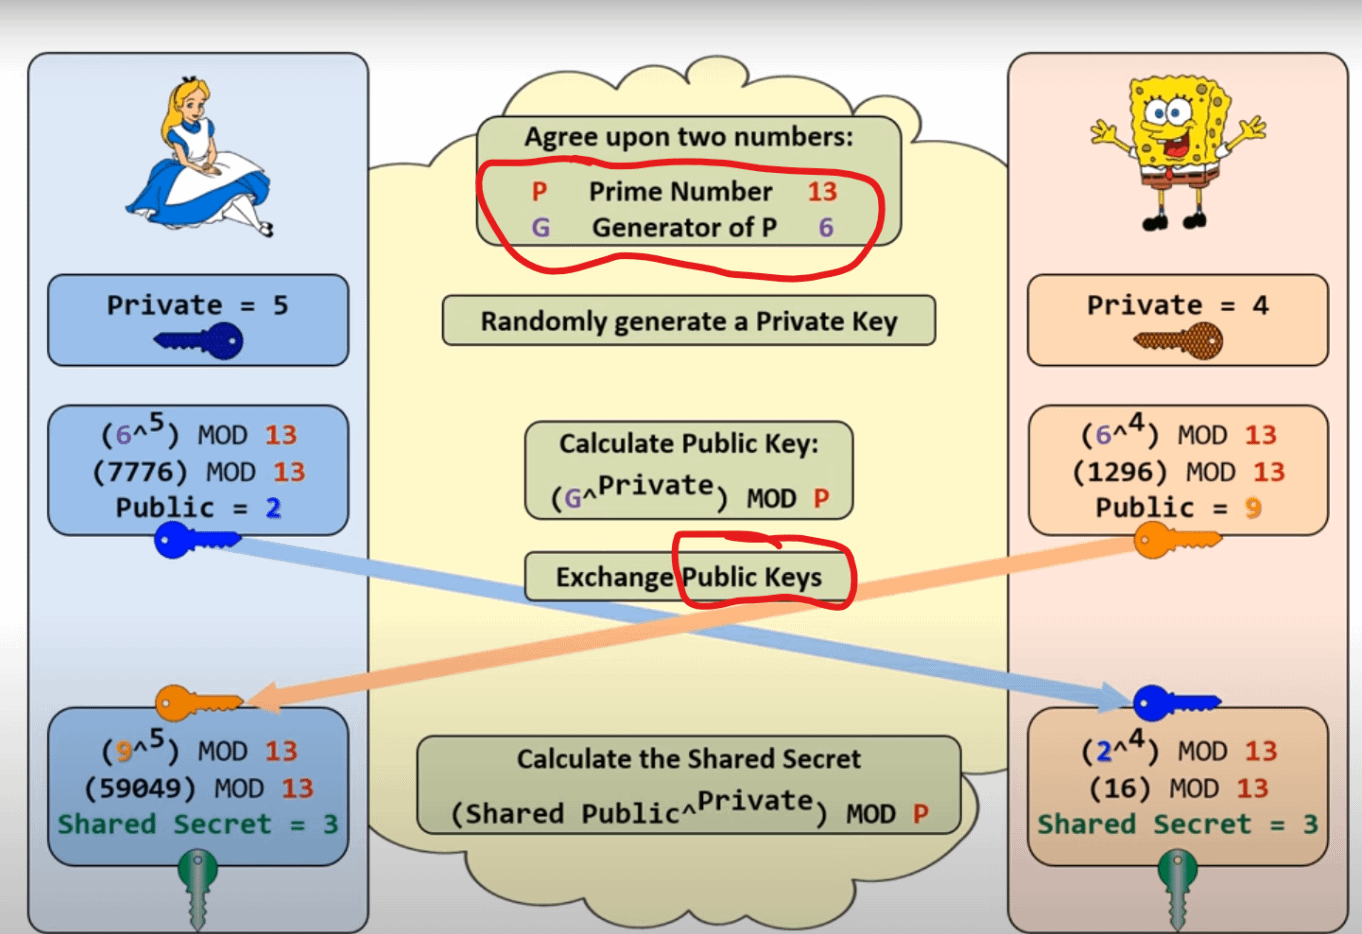 Agree upon two numbers:
P Prime Number 13
G Generator of P 6
Private = 5
Randomly generate a Private Key
Private = 4
(6^5) MOD 13
(7776) MOD 13
Public = 2
Calculate Public Key:
(G^Private) MOD P
(6^4) MOD 13
(1296) MOD 13
Public = 9
Exchange Public Keys
(9^5) MOD 13
(59049) MOD 13
Shared Secret = 3
Calculate the Shared Secret
(Shared Public^Private) MOD P
(2^4) MOD 13
(16) MOD 13
Shared Secret = 3